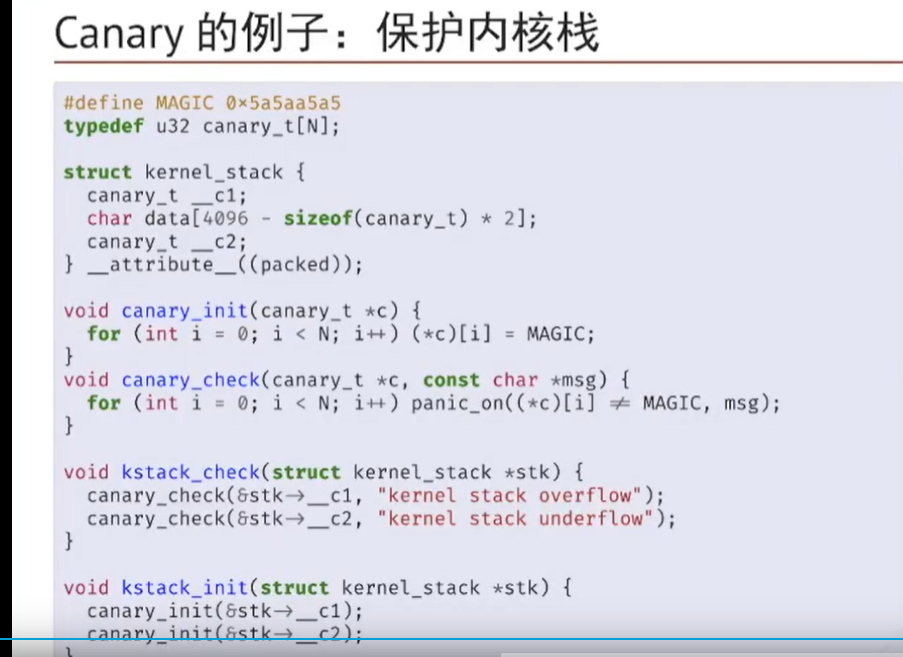 Canary 的例子：保护内核栈
#define MAGIC 0x5a5aa5a5
typedef u32 canary_t[N];
struct kernel_stack {
canary_t __c1;
char data[4096 - sizeof(canary_t) * 2];
canary_t __c2;
} __attribute__((packed));
void canary_init(canary_t *c) {
for (int i = 0; i < N; i++) (*c)[i] = MAGIC;
}
void canary_check(canary_t *c, const char *msg) {
for (int i = 0; i < N; i++) panic_on((*c)[i] ≠ MAGIC, msg);
}
void kstack_check(struct kernel_stack *stk) {
canary_check(&stk→__c1, "kernel stack overflow");
canary_check(&stk→__c2, "kernel stack underflow");
}
void kstack_init(struct kernel_stack *stk) {
canary_init(&stk→__c1);
canary_init(&stk→__c2);
}